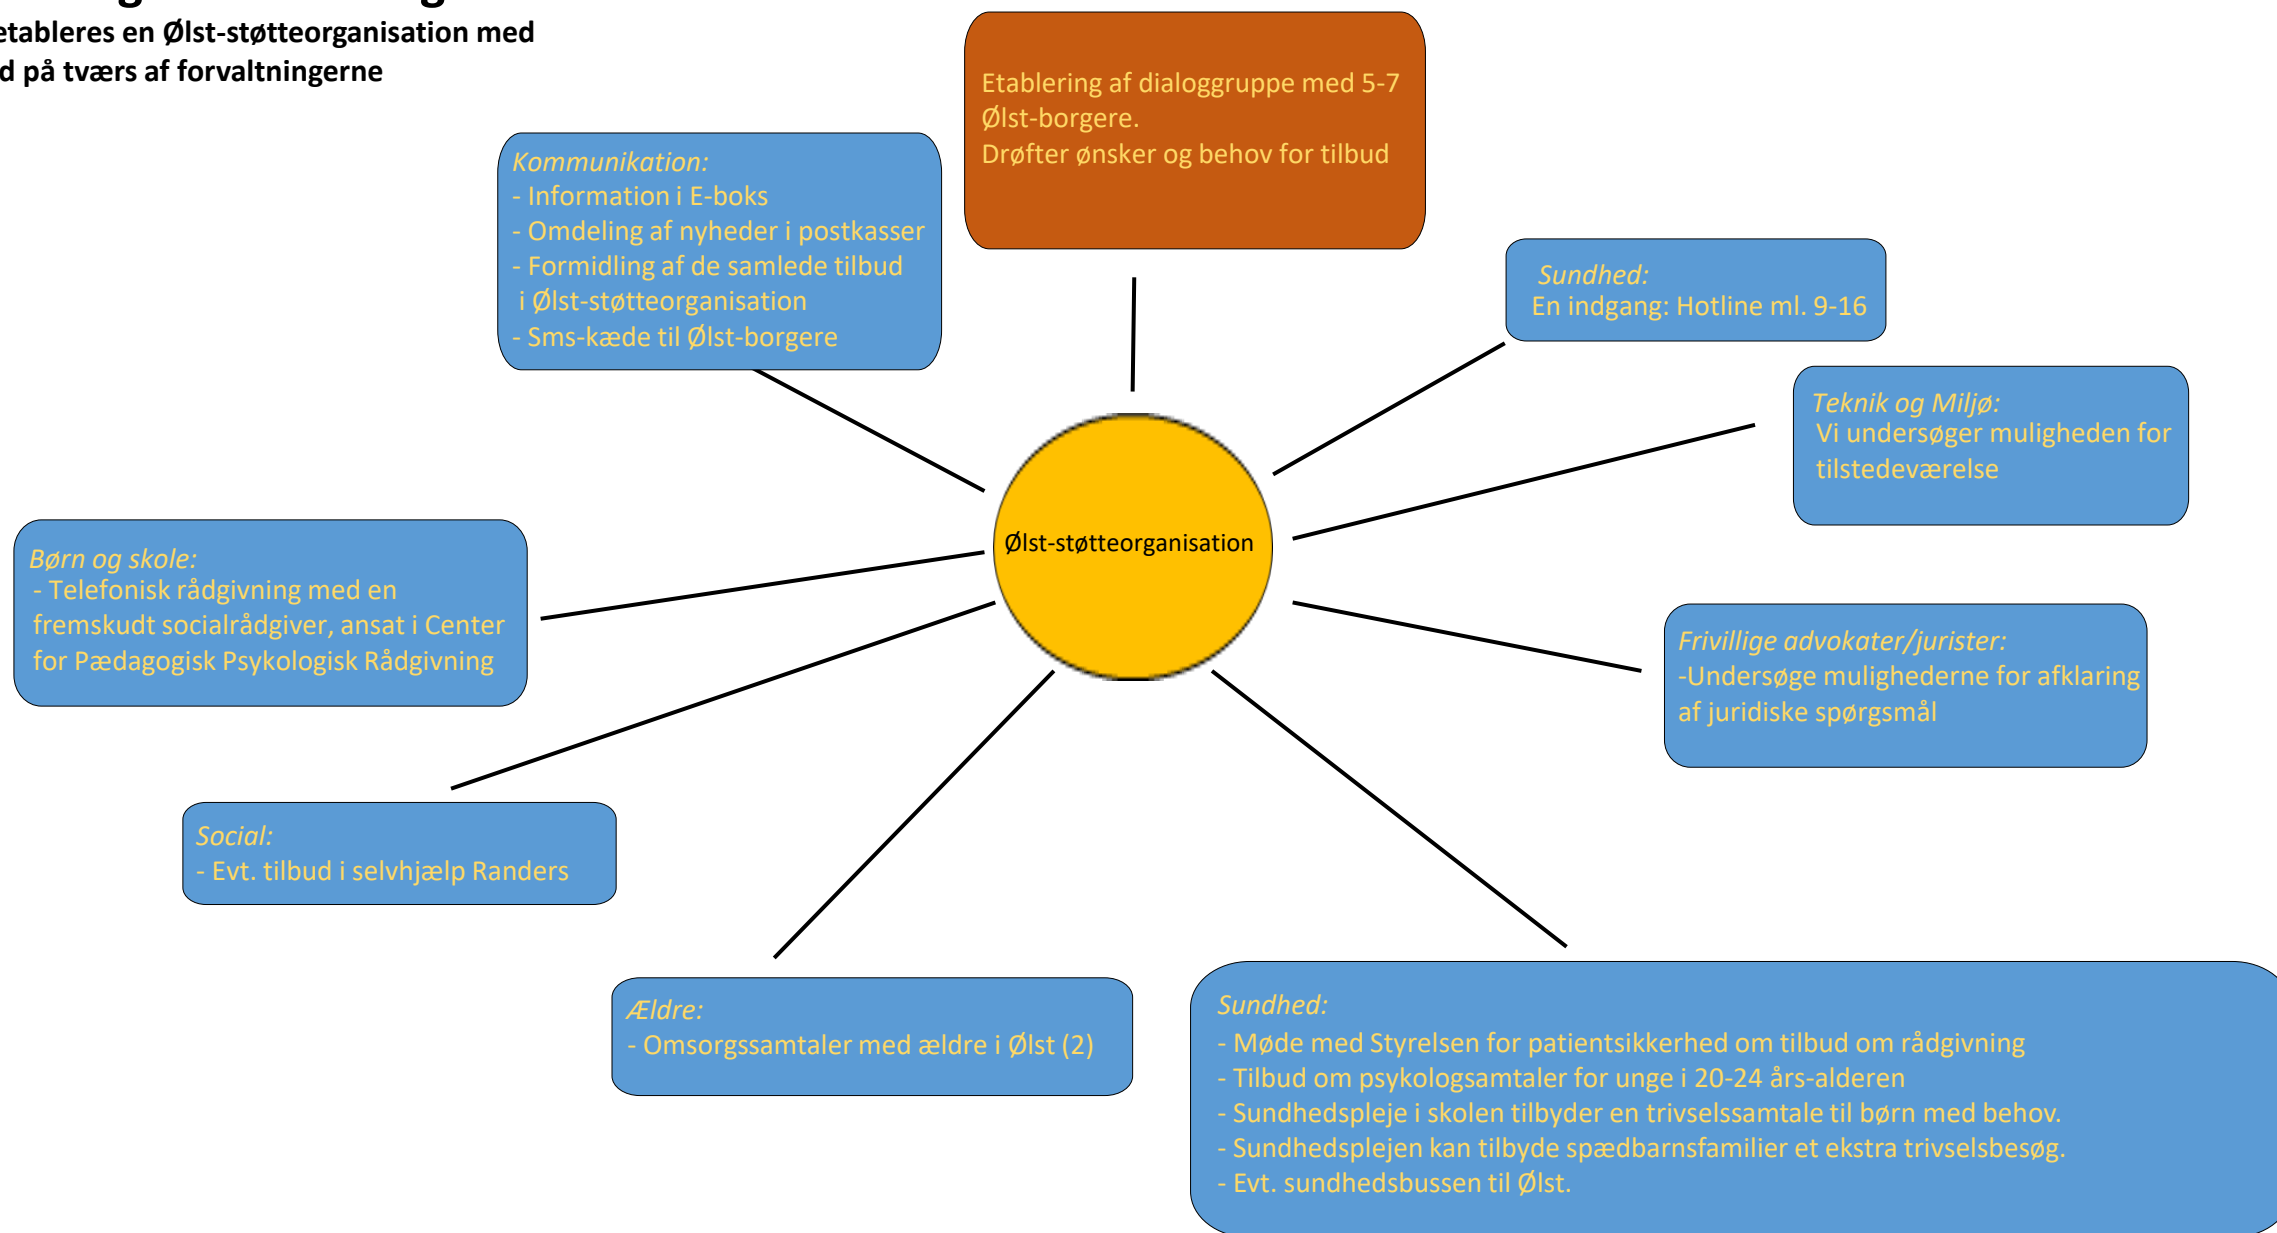 etableres en Ølst-støtteorganisation med
d på tværs af forvaltningerne
Etablering af dialoggruppe med 5-7
Ølst-borgere.
Drøfter ønsker og behov for tilbud
Kommunikation:
- Information i E-boks
- Omdeling af nyheder i postkasser
- Formidling af de samlede tilbud
i Ølst-støtteorganisation
- Sms-kæde til Ølst-borgere
Sundhed:
En indgang: Hotline ml. 9-16
Teknik og Miljø:
Vi undersøger muligheden for
tilstedeværelse
Ølst-støtteorganisation
Børn og skole:
- Telefonisk rådgivning med en
fremskudt socialrådgiver, ansat i Center
for Pædagogisk Psykologisk Rådgivning
Frivillige advokater/jurister:
-Undersøge mulighederne for afklaring
af juridiske spørgsmål
Social:
- Evt. tilbud i selvhjælp Randers
Ældre:
- Omsorgssamtaler med ældre i Ølst (2)
Sundhed:
- Møde med Styrelsen for patientsikkerhed om tilbud om rådgivning
- Tilbud om psykologsamtaler for unge i 20-24 års-alderen
- Sundhedspleje i skolen tilbyder en trivselssamtale til børn med behov.
- Sundhedsplejen kan tilbyde spædbarnsfamilier et ekstra trivselsbesøg.
- Evt. sundhedsbussen til Ølst.